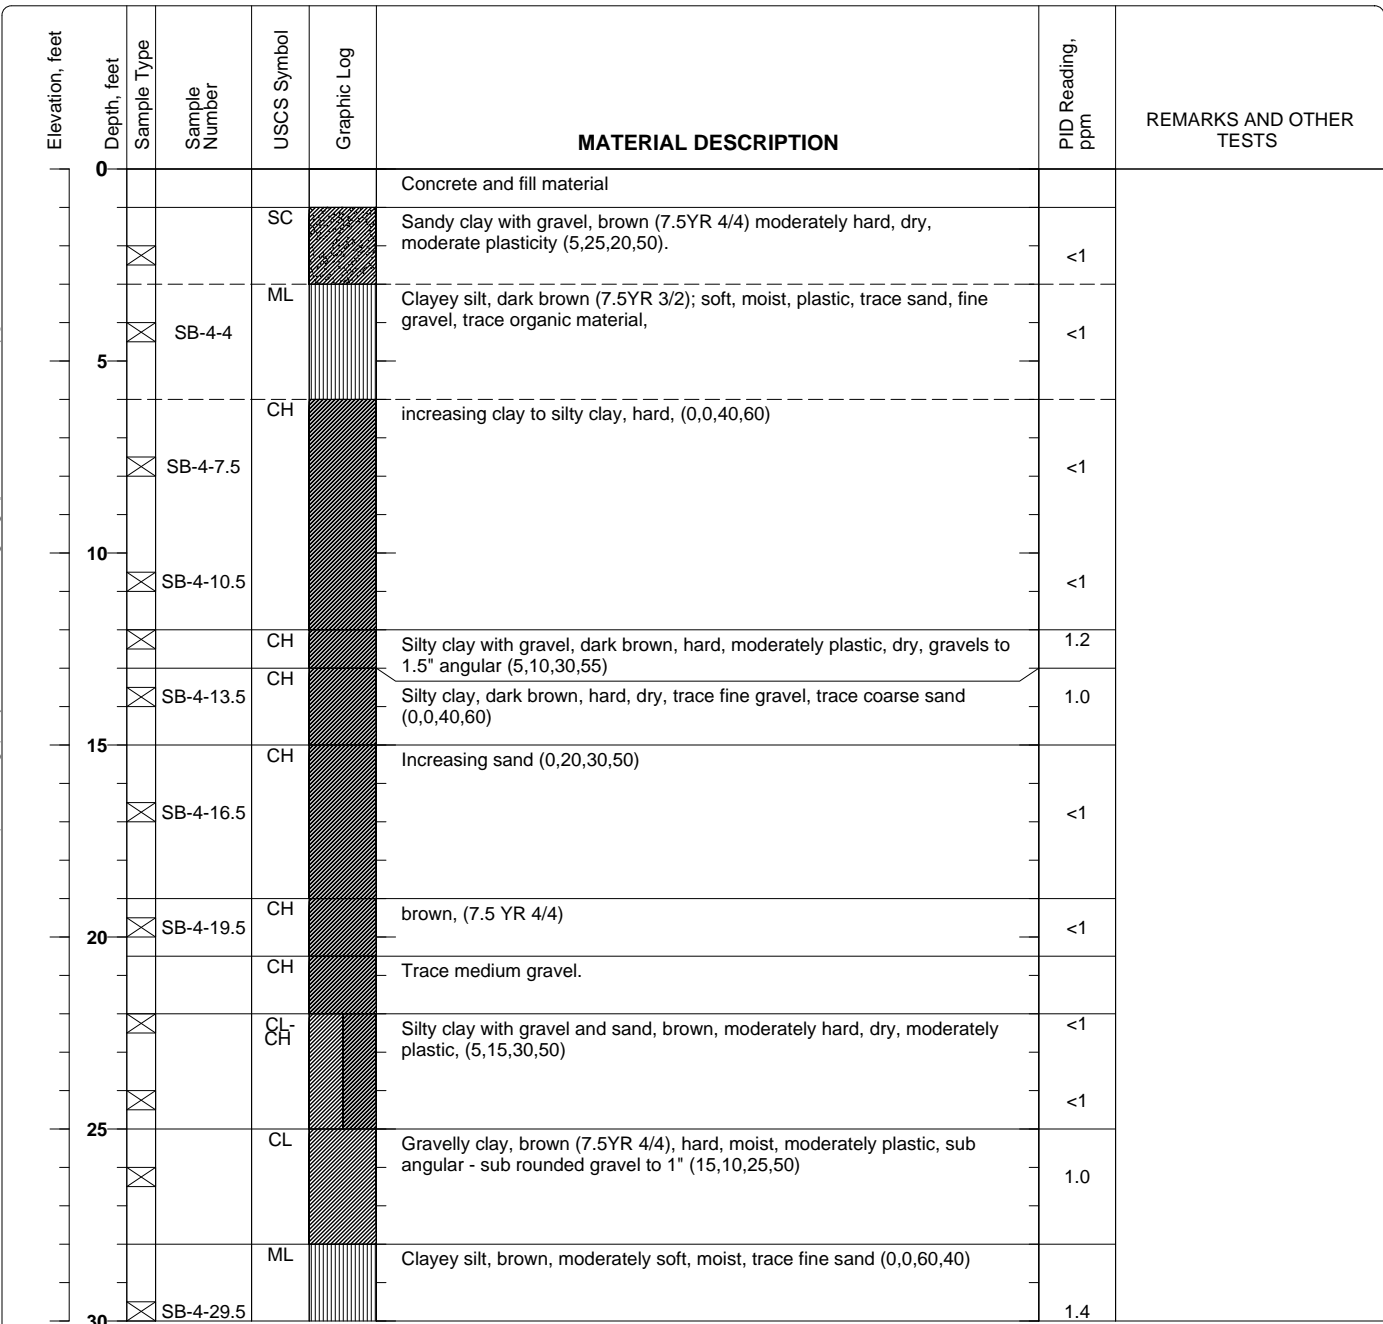 Elevation, feet
Depth, feet
Sample Type
Sample
Number
USCS Symbol
Graphic Log
MATERIAL DESCRIPTION
PID Reading,
ppm
REMARKS AND OTHER
TESTS
0
Concrete and fill material
SC
Sandy clay with gravel, brown (7.5YR 4/4) moderately hard, dry,
moderate plasticity (5,25,20,50).
<1
ML
Clayey silt, dark brown (7.5YR 3/2); soft, moist, plastic, trace sand, fine
gravel, trace organic material,
SB-4-4
<1
5
CH
increasing clay to silty clay, hard, (0,0,40,60)
SB-4-7.5
<1
10
SB-4-10.5
<1
CH
Silty clay with gravel, dark brown, hard, moderately plastic, dry, gravels to
1.5" angular (5,10,30,55)
1.2
CH
SB-4-13.5
Silty clay, dark brown, hard, dry, trace fine gravel, trace coarse sand
(0,0,40,60)
1.0
15
CH
Increasing sand (0,20,30,50)
SB-4-16.5
<1
CH
brown, (7.5 YR 4/4)
SB-4-19.5
<1
20
CH
Trace medium gravel.
CL-
CH
Silty clay with gravel and sand, brown, moderately hard, dry, moderately
plastic, (5,15,30,50)
<1
<1
25
CL
Gravelly clay, brown (7.5YR 4/4), hard, moist, moderately plastic, sub
angular - sub rounded gravel to 1" (15,10,25,50)
1.0
ML
Clayey silt, brown, moderately soft, moist, trace fine sand (0,0,60,40)
SB-4-29.5
1.4
30